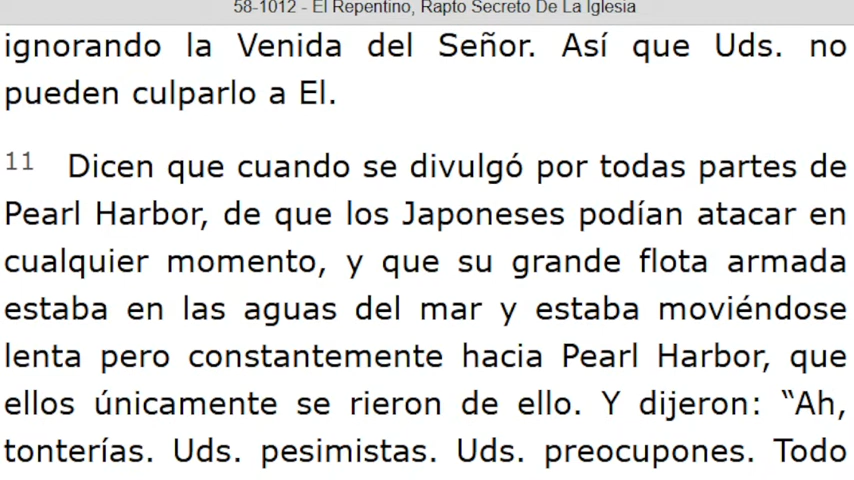 58-1012 - El Repentino, Rapto Secreto De La Iglesia
ignorando la Venida del Señor. Así que Uds. no
pueden culparlo a El.
11 Dicen que cuando se divulgó por todas partes de
Pearl Harbor, de que los Japoneses podían atacar en
cualquier momento, y que su grande flota armada
estaba en las aguas del mar y estaba moviéndose
lenta pero constantemente hacia Pearl Harbor, que
ellos únicamente se rieron de ello. Y dijeron: “Ah,
tonterías. Uds. pesimistas. Uds. preocupones. Todo